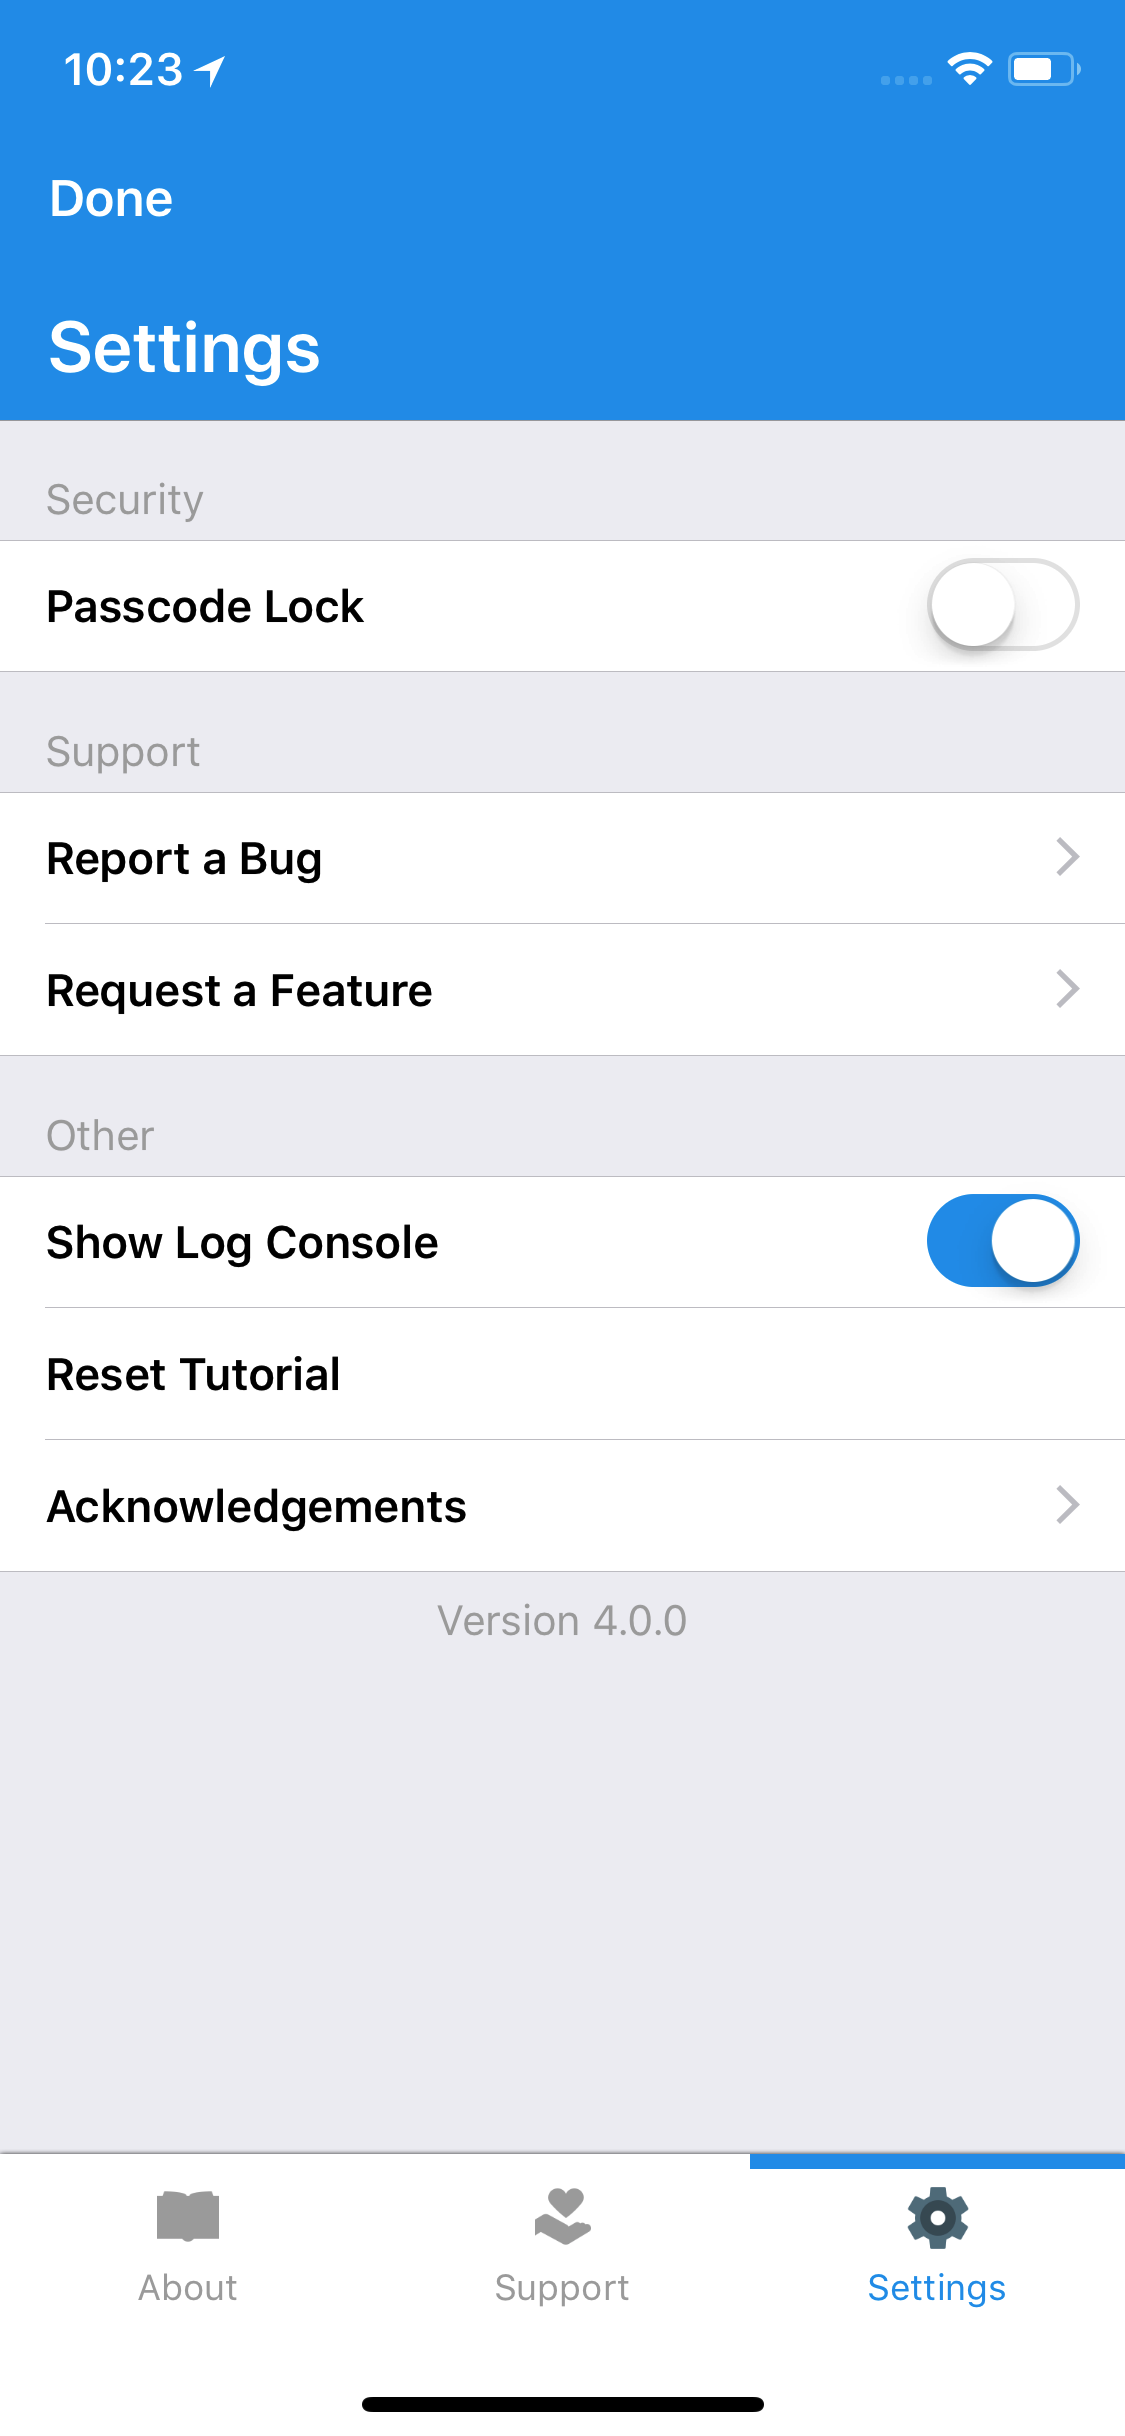 10:23
Done
Settings
Security
Passcode Lock
Support
Report a Bug
Request a Feature
Other
Show Log Console
Reset Tutorial
Acknowledgements
Version 4.0.0
About
Support
Settings